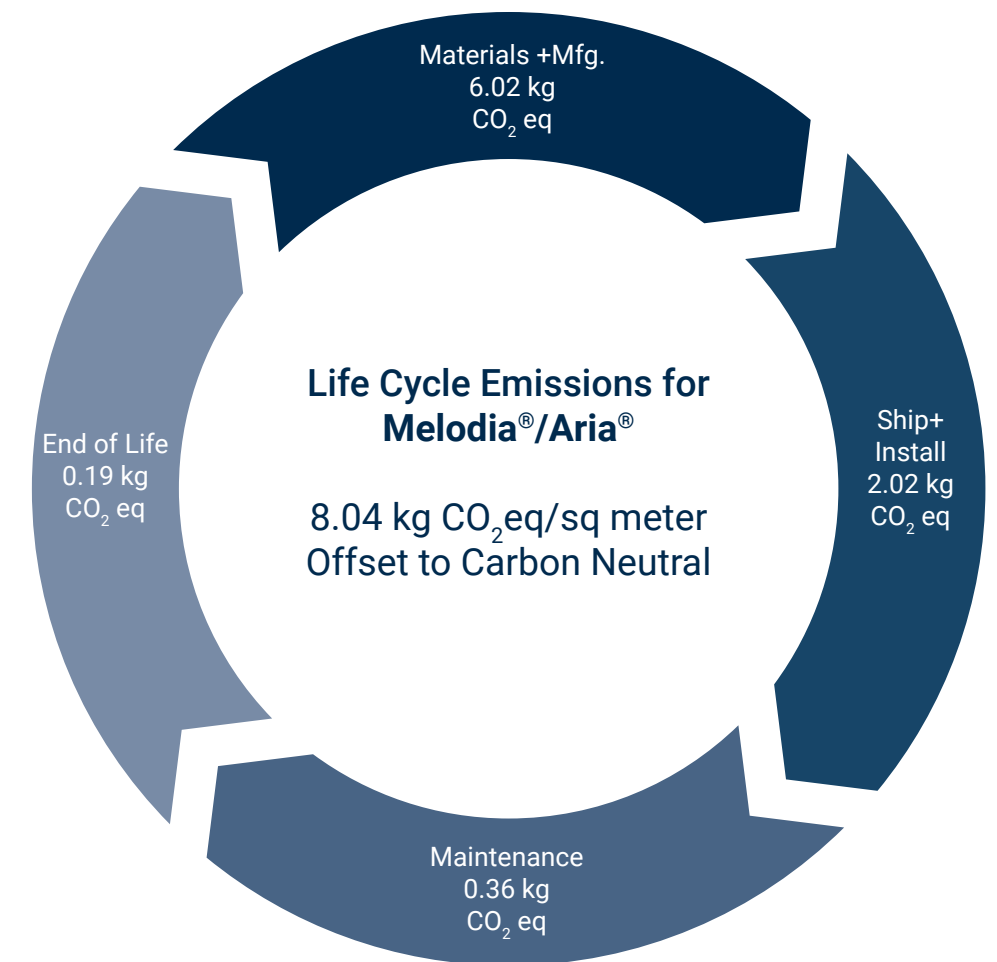 Materials +Mfg.
6.02 kg
CO₂ eq
Ship+
Install
2.02 kg
CO₂ eq
Maintenance
0.36 kg
CO₂ eq
End of Life
0.19 kg
CO₂ eq
Life Cycle Emissions for
Melodia®/Aria®
8.04 kg CO₂eq/sq meter
Offset to Carbon Neutral